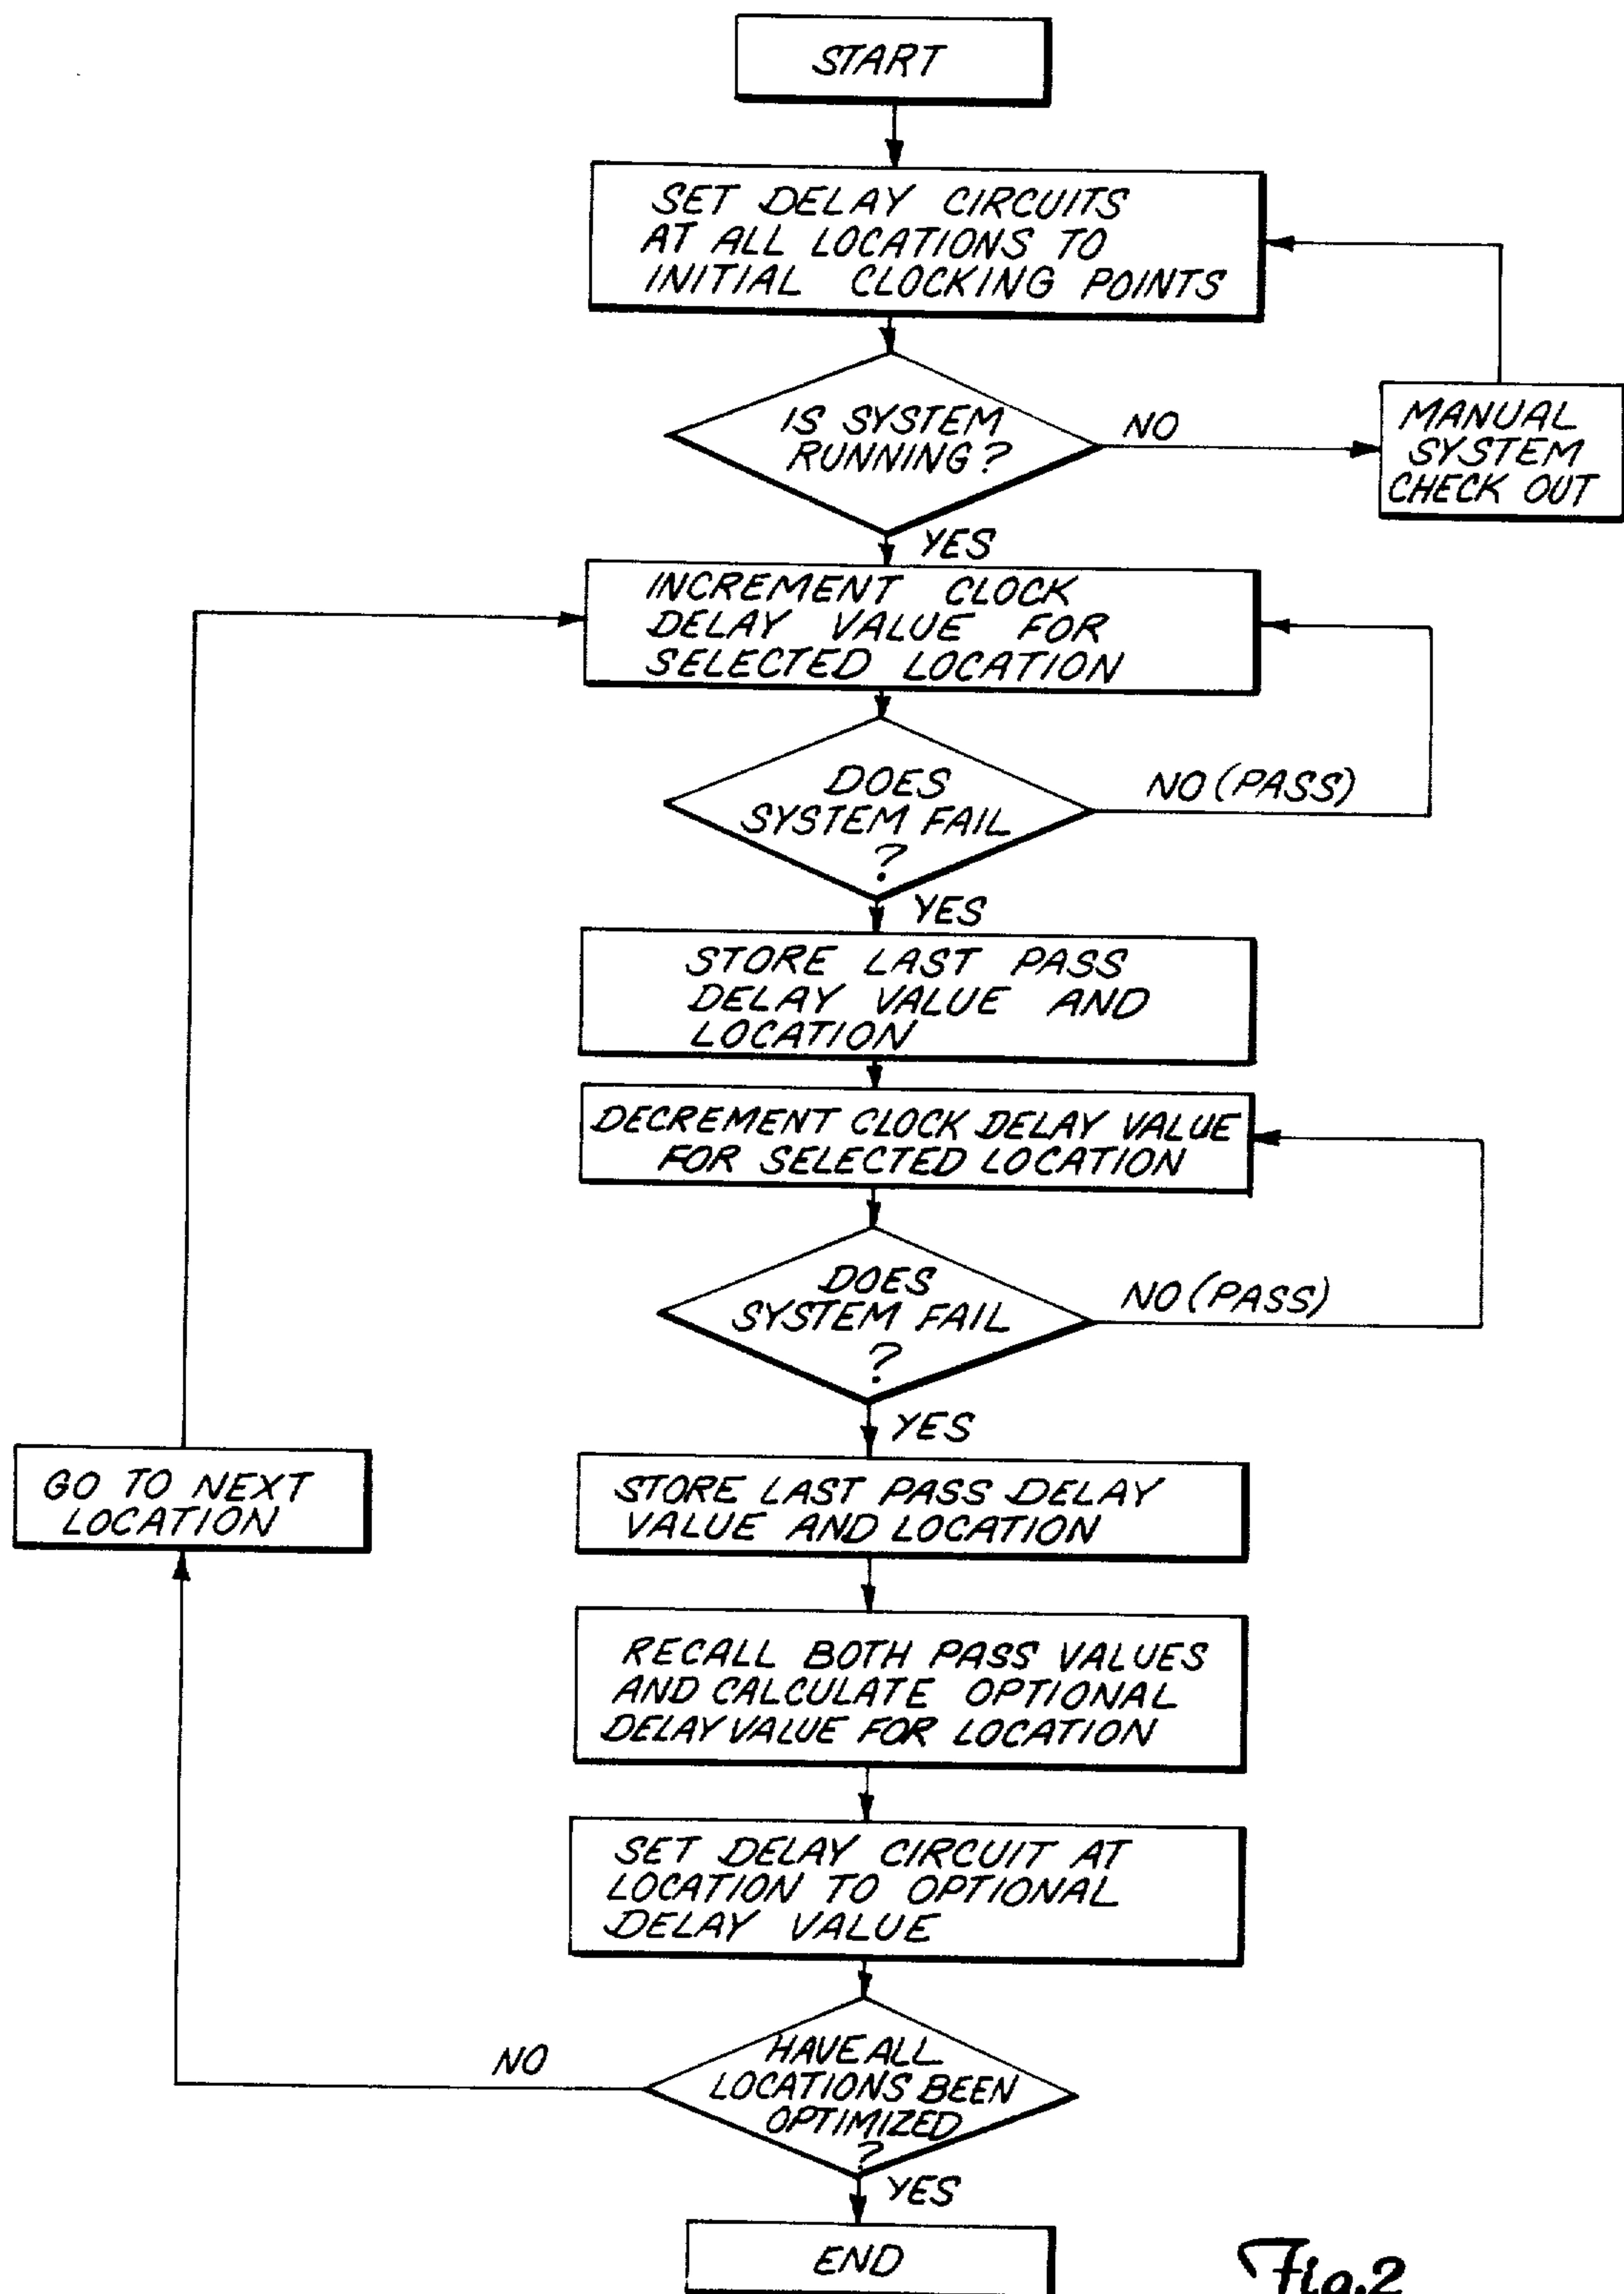 START
SET DELAY CIRCUITS
AT ALL LOCATIONS TO
INITIAL CLOCKING POINTS
IS SYSTEM
RUNNING?
NO
MANUAL
SYSTEM
CHECK OUT
YES
INCREMENT CLOCK
DELAY VALUE FOR
SELECTED LOCATION
DOES
SYSTEM FAIL
?
NO (PASS)
YES
STORE LAST PASS
DELAY VALUE AND
LOCATION
DECREMENT CLOCK DELAY VALUE
FOR SELECTED LOCATION
DOES
SYSTEM FAIL
?
NO (PASS)
YES
GO TO NEXT
LOCATION
STORE LAST PASS DELAY
VALUE AND LOCATION
RECALL BOTH PASS VALUES
AND CALCULATE OPTIONAL
DELAY VALUE FOR LOCATION
SET DELAY CIRCUIT AT
LOCATION TO OPTIONAL
DELAY VALUE
HAVE ALL
LOCATIONS BEEN
OPTIMIZED
?
NO
YES
END
Fig. 2